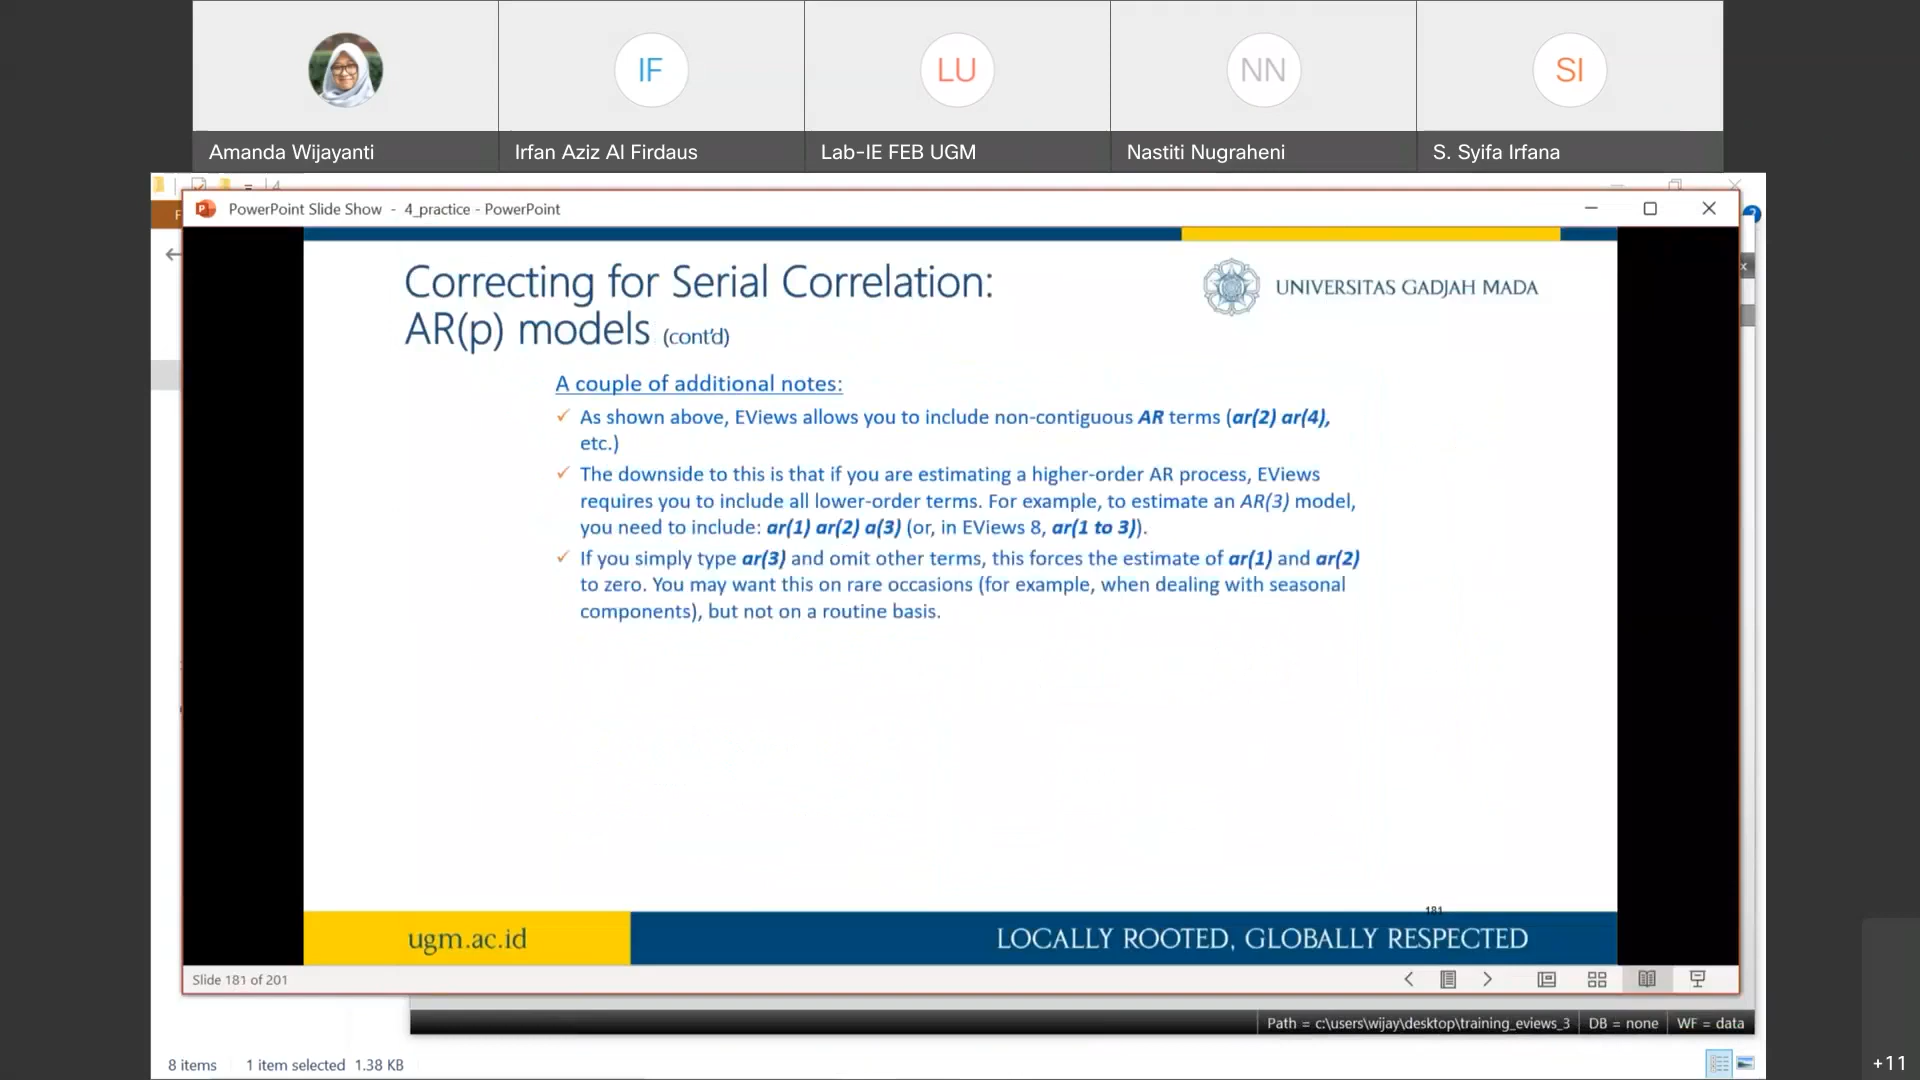 IF
LU
NN
SI
Amanda Wijayanti
Irfan Aziz Al Firdaus
Lab-IE FEB UGM
Nastiti Nugraheni
S. Syifa Irfana
PowerPoint Slide Show - 4_practice - PowerPoint
Correcting for Serial Correlation:
AR(p) models (cont'd)
UNIVERSITAS GADJAH MADA
A couple of additional notes:
✓ As shown above, EViews allows you to include non-contiguous AR terms (ar(2) ar(4),
etc.)
✓ The downside to this is that if you are estimating a higher-order AR process, EViews
requires you to include all lower-order terms. For example, to estimate an AR(3) model,
you need to include: ar(1) ar(2) a(3) (or, in EViews 8, ar(1 to 3)).
✓ If you simply type ar(3) and omit other terms, this forces the estimate of ar(1) and ar(2)
to zero. You may want this on rare occasions (for example, when dealing with seasonal
components), but not on a routine basis.
181
ugm.ac.id
LOCALLY ROOTED, GLOBALLY RESPECTED
Slide 181 of 201
Path = c:\users\wijay\desktop\training_eviews_3
DB = none
WF = data
8 items
1 item selected 1.38 KB
+11